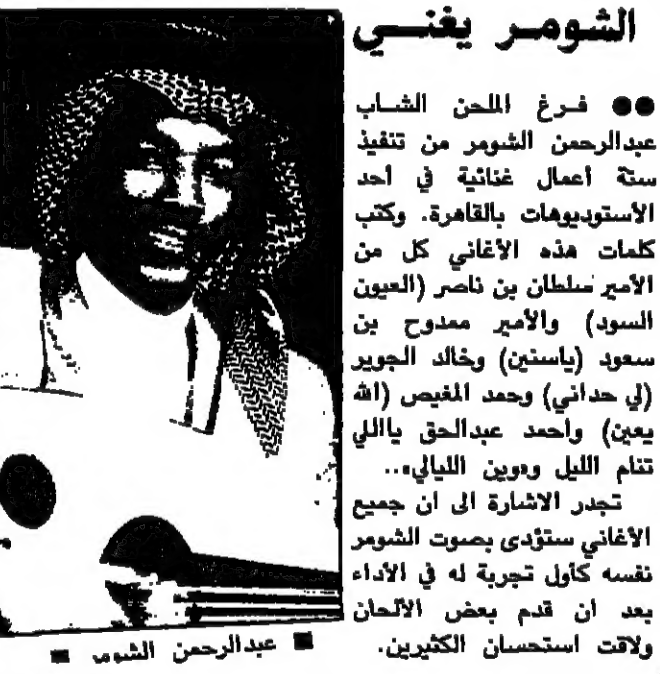 الشومر يغني
●● فرغ الملحن الشاب
عبدالرحمن الشومر من تنفيذ
ستة أعمال غنائية في أحد
الأستوديوهات بالقاهرة. وكتب
كلمات هذه الأغاني كل من
الأمير سلطان بن ناصر (العيون
السود) والأمير ممدوح بن
سعود (ياسنين) وخالد الجوير
(لي حداني) وحمد المغيص (الله
يعين) واحمد عبدالحق ياللي
تنام الليل و«وين الليالي»..
تجدر الاشارة الى ان جميع
الأغاني ستؤدى بصوت الشومر
نفسه كأول تجربة له في الأداء
بعد ان قدم بعض الألحان
ولاقت استحسان الكثيرين.
■ عبدالرحمن الشومر ■